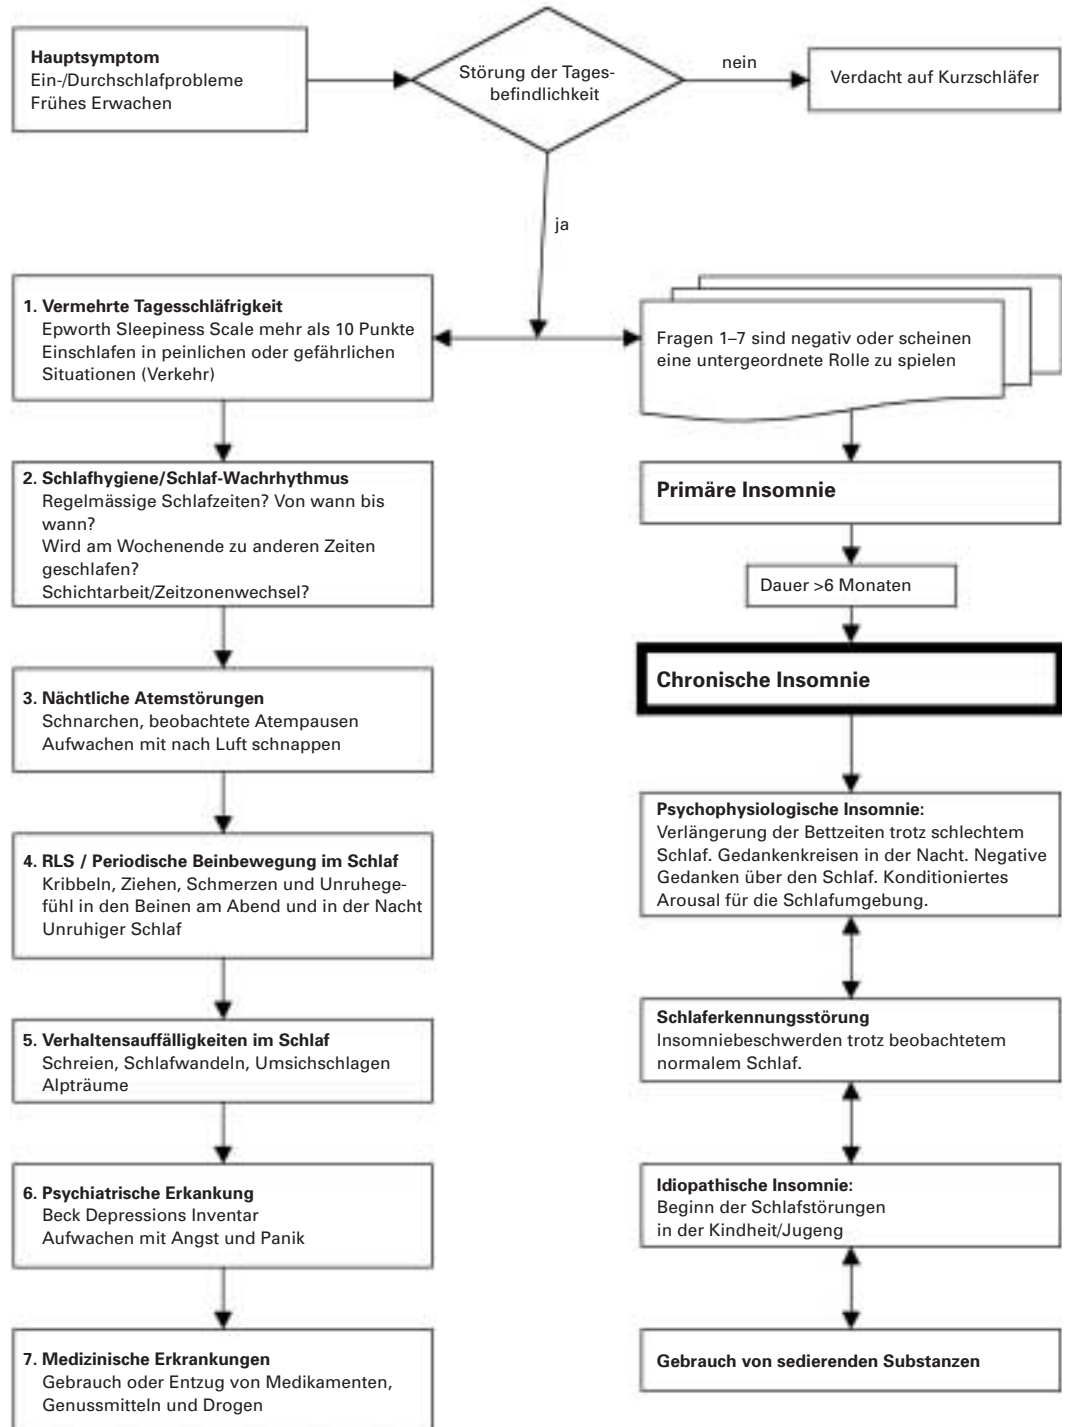 Hauptsymptom
Ein-/Durchschlafprobleme
Frühes Erwachen
Störung der Tages-
befindlichkeit
nein
Verdacht auf Kurzschläfer
ja
1. Vermehrte Tagesschläfrigkeit
Epworth Sleepiness Scale mehr als 10 Punkte
Einschlafen in peinlichen oder gefährlichen
Situationen (Verkehr)
2. Schlafhygiene/Schlaf-Wachrhythmus
Regelmässige Schlafzeiten? Von wann bis
wann?
Wird am Wochenende zu anderen Zeiten
geschlafen?
Schichtarbeit/Zeitzonenwechsel?
3. Nächtliche Atemstörungen
Schnarchen, beobachtete Atempausen
Aufwachen mit nach Luft schnappen
4. RLS / Periodische Beinbewegung im Schlaf
Kribbeln, Ziehen, Schmerzen und Unruhege-
fühl in den Beinen am Abend und in der Nacht
Unruhiger Schlaf
5. Verhaltensauffälligkeiten im Schlaf
Schreien, Schlafwandeln, Umsichschlagen
Alpträume
6. Psychiatrische Erkankung
Beck Depressions Inventar
Aufwachen mit Angst und Panik
7. Medizinische Erkrankungen
Gebrauch oder Entzug von Medikamenten,
Genussmitteln und Drogen
Fragen 1–7 sind negativ oder scheinen
eine untergeordnete Rolle zu spielen
Primäre Insomnie
Dauer >6 Monaten
Chronische Insomnie
Psychophysiologische Insomnie:
Verlängerung der Bettzeiten trotz schlechtem
Schlaf. Gedankenkreisen in der Nacht. Negative
Gedanken über den Schlaf. Konditioniertes
Arousal für die Schlafumgebung.
Schlaferkennungsstörung
Insomniebeschwerden trotz beobachtetem
normalem Schlaf.
Idiopathische Insomnie:
Beginn der Schlafstörungen
in der Kindheit/Jugeng
Gebrauch von sedierenden Substanzen